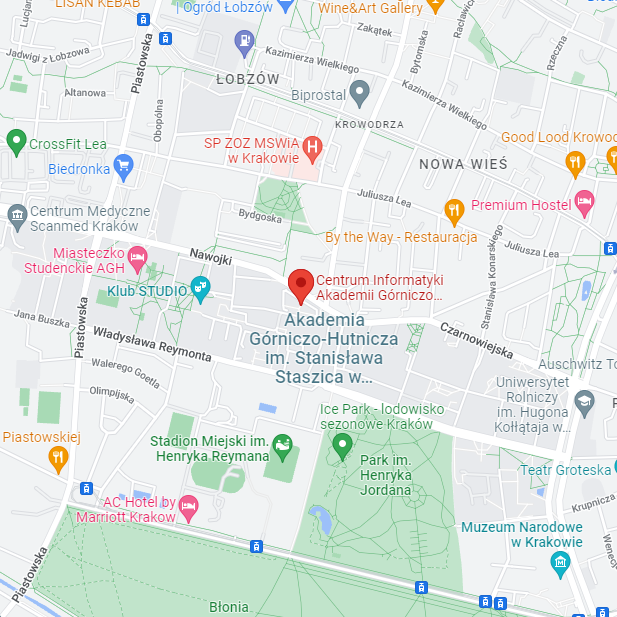 LISAN KEBAB
Ogród Łobzów
Wine&Art Gallery
Zakątek
Racławic
Bytomska
Kazimierza Wielkiego
Jadwigi z Łobzowa
Piastowska
ŁOBZÓW
Rzeczna
Altanowa
Biprostal
Kazimierza Wielkiego
Obopólna
KROWODRZA
CrossFit Lea
SP ZOZ MSWiA
w Krakowie
Good Lood Krowod
NOWA WIEŚ
Biedronka
Juliusza Lea
Premium Hostel
Centrum Medyczne
Scanmed Kraków
Bydgoska
By the Way - Restauracja
Juliusza Lea
Miasteczko
Studenckie AGH
Nawojki
Stanisława Konarskiego
Klub STUDIO
Centrum Informatyki
Akademii Górniczo...
Jana Buszka
Piastowska
Władysława Reymonta
Akademia
Górniczo-Hutnicza
im. Stanisława
Staszica w...
Czarnowiejska
Walerego Goetla
Auschwitz To
Olimpijska
Uniwersytet
Rolniczy
im. Hugona
Kołłątaja w...
Ice Park - lodowisko
sezonowe Kraków
Piastowskiej
Stadion Miejski im.
Henryka Reymana
Park im.
Henryka
Jordana
Teatr Groteska
AC Hotel by
Marriott Krakow
Krupnicza
Muzeum Narodowe
w Krakowie
Piastowska
Błonia